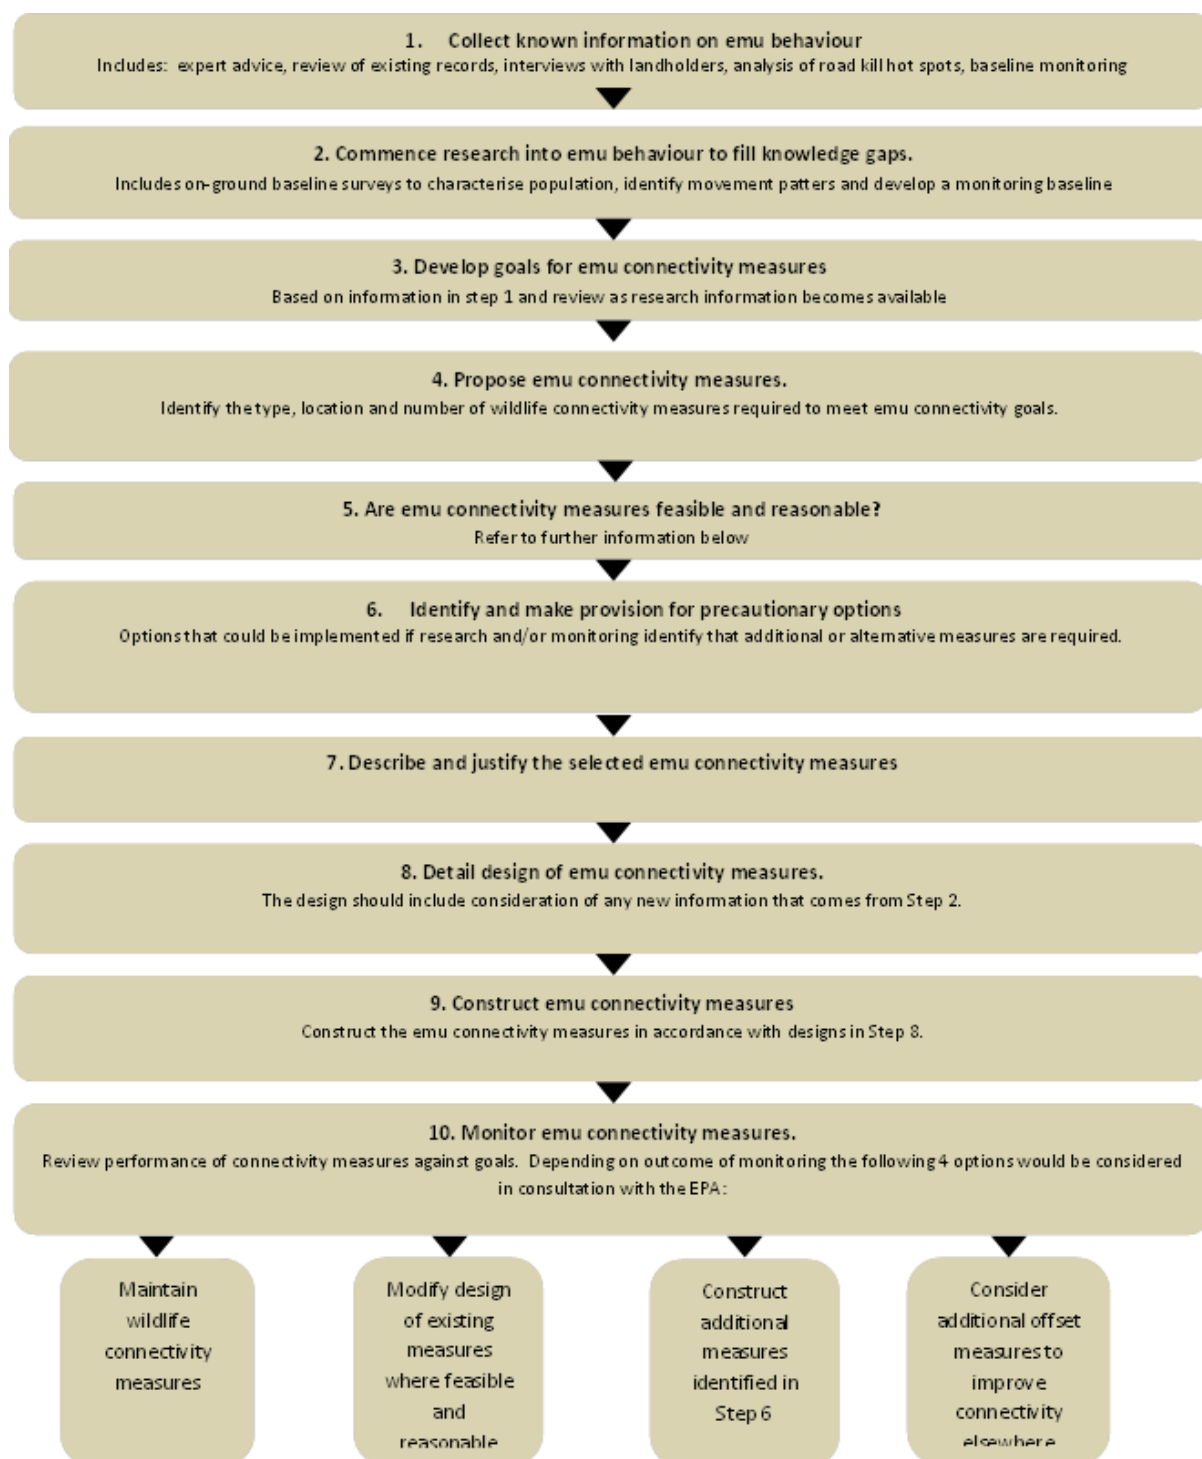 1. Collect known information on emu behaviour
Includes: expert advice, review of existing records, interviews with landholders, analysis of road kill hot spots, baseline monitoring
2. Commence research into emu behaviour to fill knowledge gaps.
Includes on-ground baseline surveys to characterise population, identify movement patters and develop a monitoring baseline
3. Develop goals for emu connectivity measures
Based on information in step 1 and review as research information becomes available
4. Propose emu connectivity measures.
Identify the type, location and number of wildlife connectivity measures required to meet emu connectivity goals.
5. Are emu connectivity measures feasible and reasonable?
Refer to further information below
6. Identify and make provision for precautionary options
Options that could be implemented if research and/or monitoring identify that additional or alternative measures are required.
7. Describe and justify the selected emu connectivity measures
8. Detail design of emu connectivity measures.
The design should include consideration of any new information that comes from Step 2.
9. Construct emu connectivity measures
Construct the emu connectivity measures in accordance with designs in Step 8.
10. Monitor emu connectivity measures.
Review performance of connectivity measures against goals. Depending on outcome of monitoring the following 4 options would be considered
in consultation with the EPA:
Maintain
wildlife
connectivity
measures
Modify design
of existing
measures
where feasible
and
reasonable
Construct
additional
measures
identified in
Step 6
Consider
additional offset
measures to
improve
connectivity
elsewhere